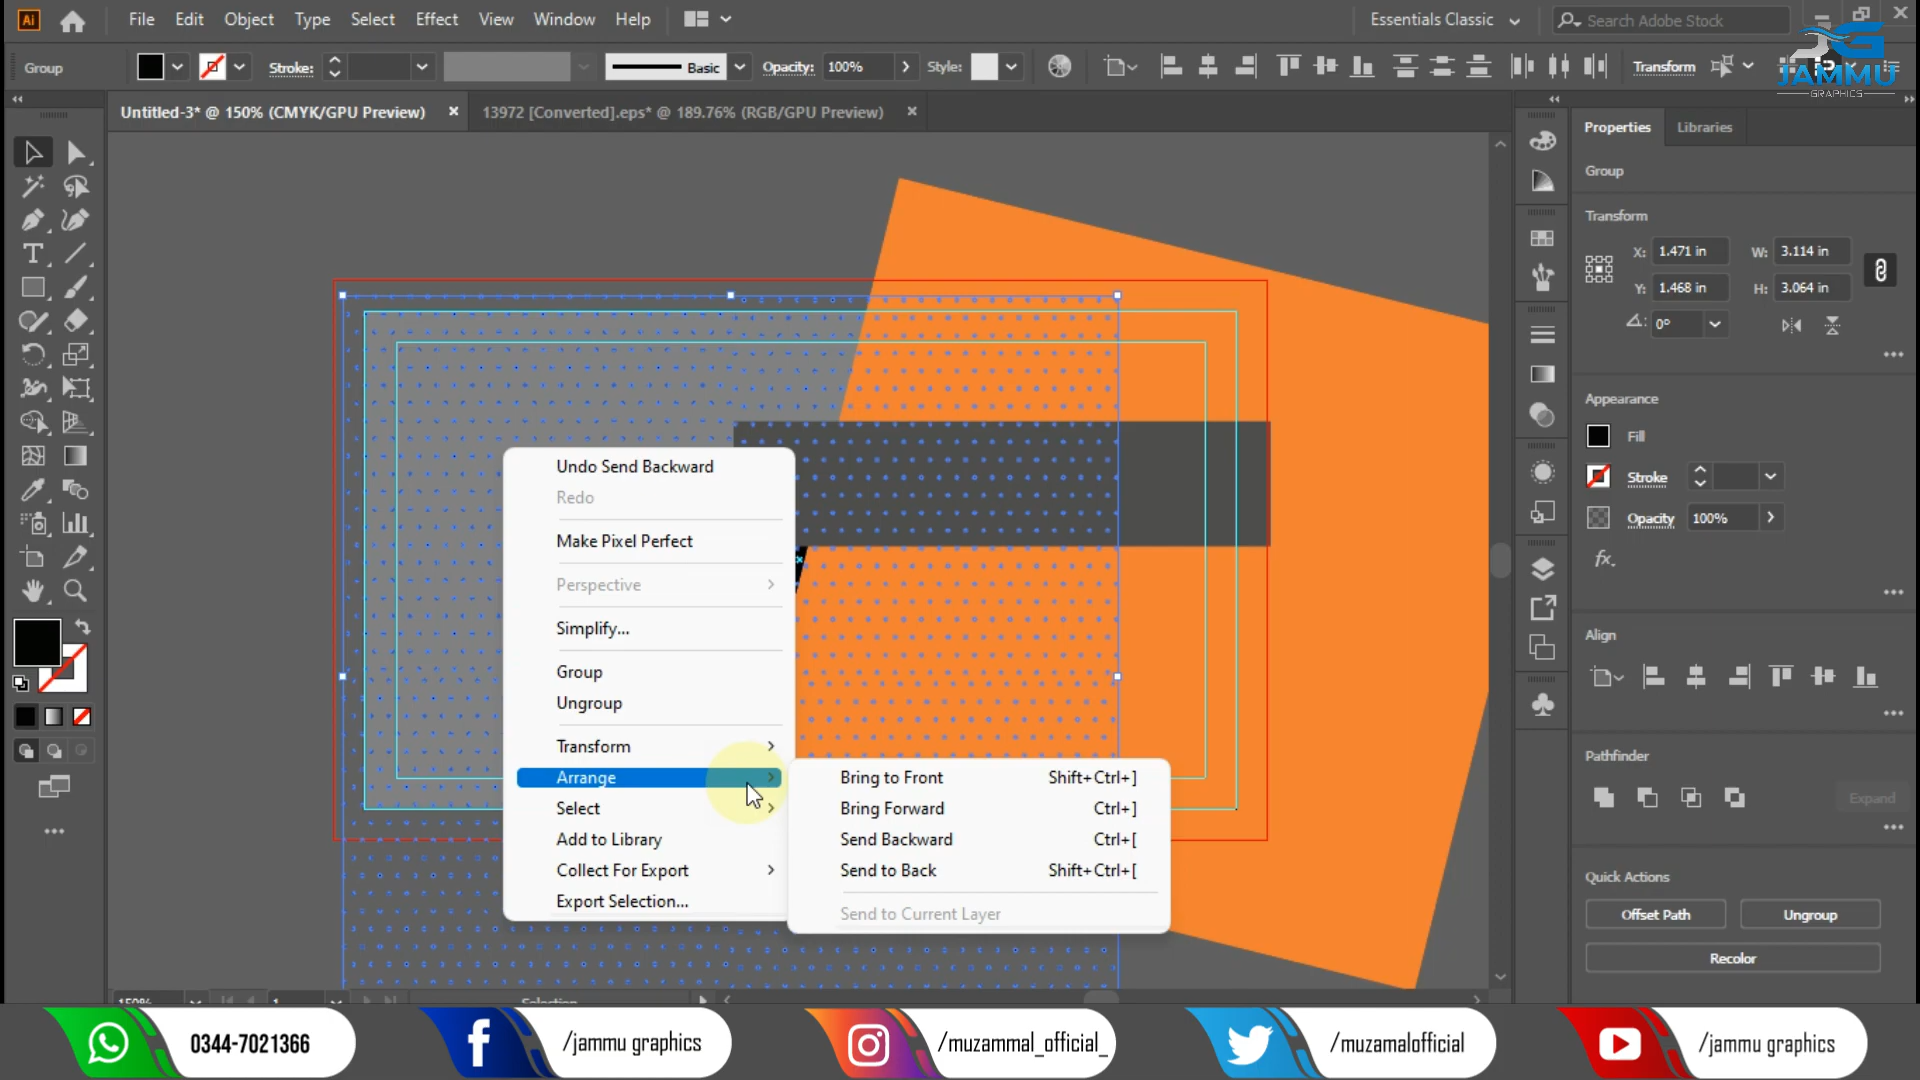 Ai File Edit Object Type Select Effect View Window Help Essentials Classic Search Adobe Stock
Group Stroke: Basic Opacity: 100% Style: Transform
JG
JAMMU
GRAPHICS
Untitled-3* @ 150% (CMYK/GPU Preview) 13972 [Converted].eps* @ 189.76% (RGB/GPU Preview)
Properties Libraries
Group
Transform
X: 1.471 in W: 3.114 in
Y: 1.468 in H: 3.064 in
0°
Appearance
Fill
Stroke
Opacity 100%
fx.
Align
Pathfinder
Expand
Quick Actions
Offset Path Ungroup
Recolor
Undo Send Backward
Redo
Make Pixel Perfect
Perspective
Simplify...
Group
Ungroup
Transform
Arrange
Select
Add to Library
Collect For Export
Export Selection...
Bring to Front Shift+Ctrl+]
Bring Forward Ctrl+]
Send Backward Ctrl+[
Send to Back Shift+Ctrl+[
Send to Current Layer
150% 1 Selection
0344-7021366 /jammu graphics /muzammal_official_ /muzamalofficial /jammu graphics